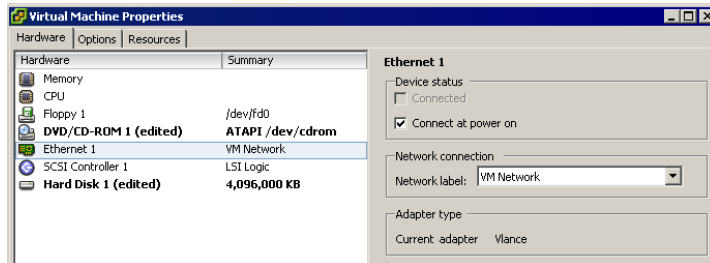 Virtual Machine Properties
Hardware Options Resources
Hardware Summary
Memory
CPU
Floppy 1 /dev/fd0
DVD/CD-ROM 1 (edited) ATAPI /dev/cdrom
Ethernet 1 VM Network
SCSI Controller 1 LSI Logic
Hard Disk 1 (edited) 4,096,000 KB
Ethernet 1
Device status
Connected
Connect at power on
Network connection
Network label: VM Network
Adapter type
Current adapter Vlance